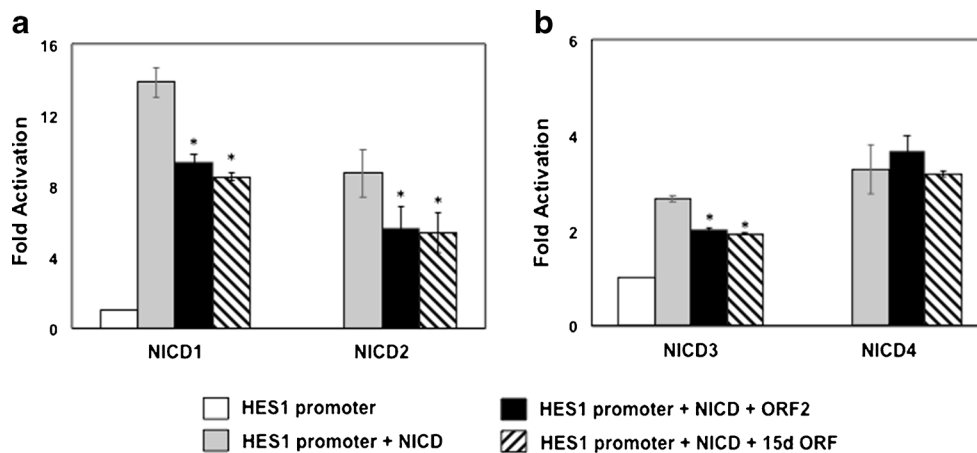 a
16
12
8
4
0
Fold Activation
*
*
*
*
NICD1
NICD2
b
6
4
2
0
Fold Activation
*
*
NICD3
NICD4
HES1 promoter
HES1 promoter + NICD
HES1 promoter + NICD + ORF2
HES1 promoter + NICD + 15d ORF